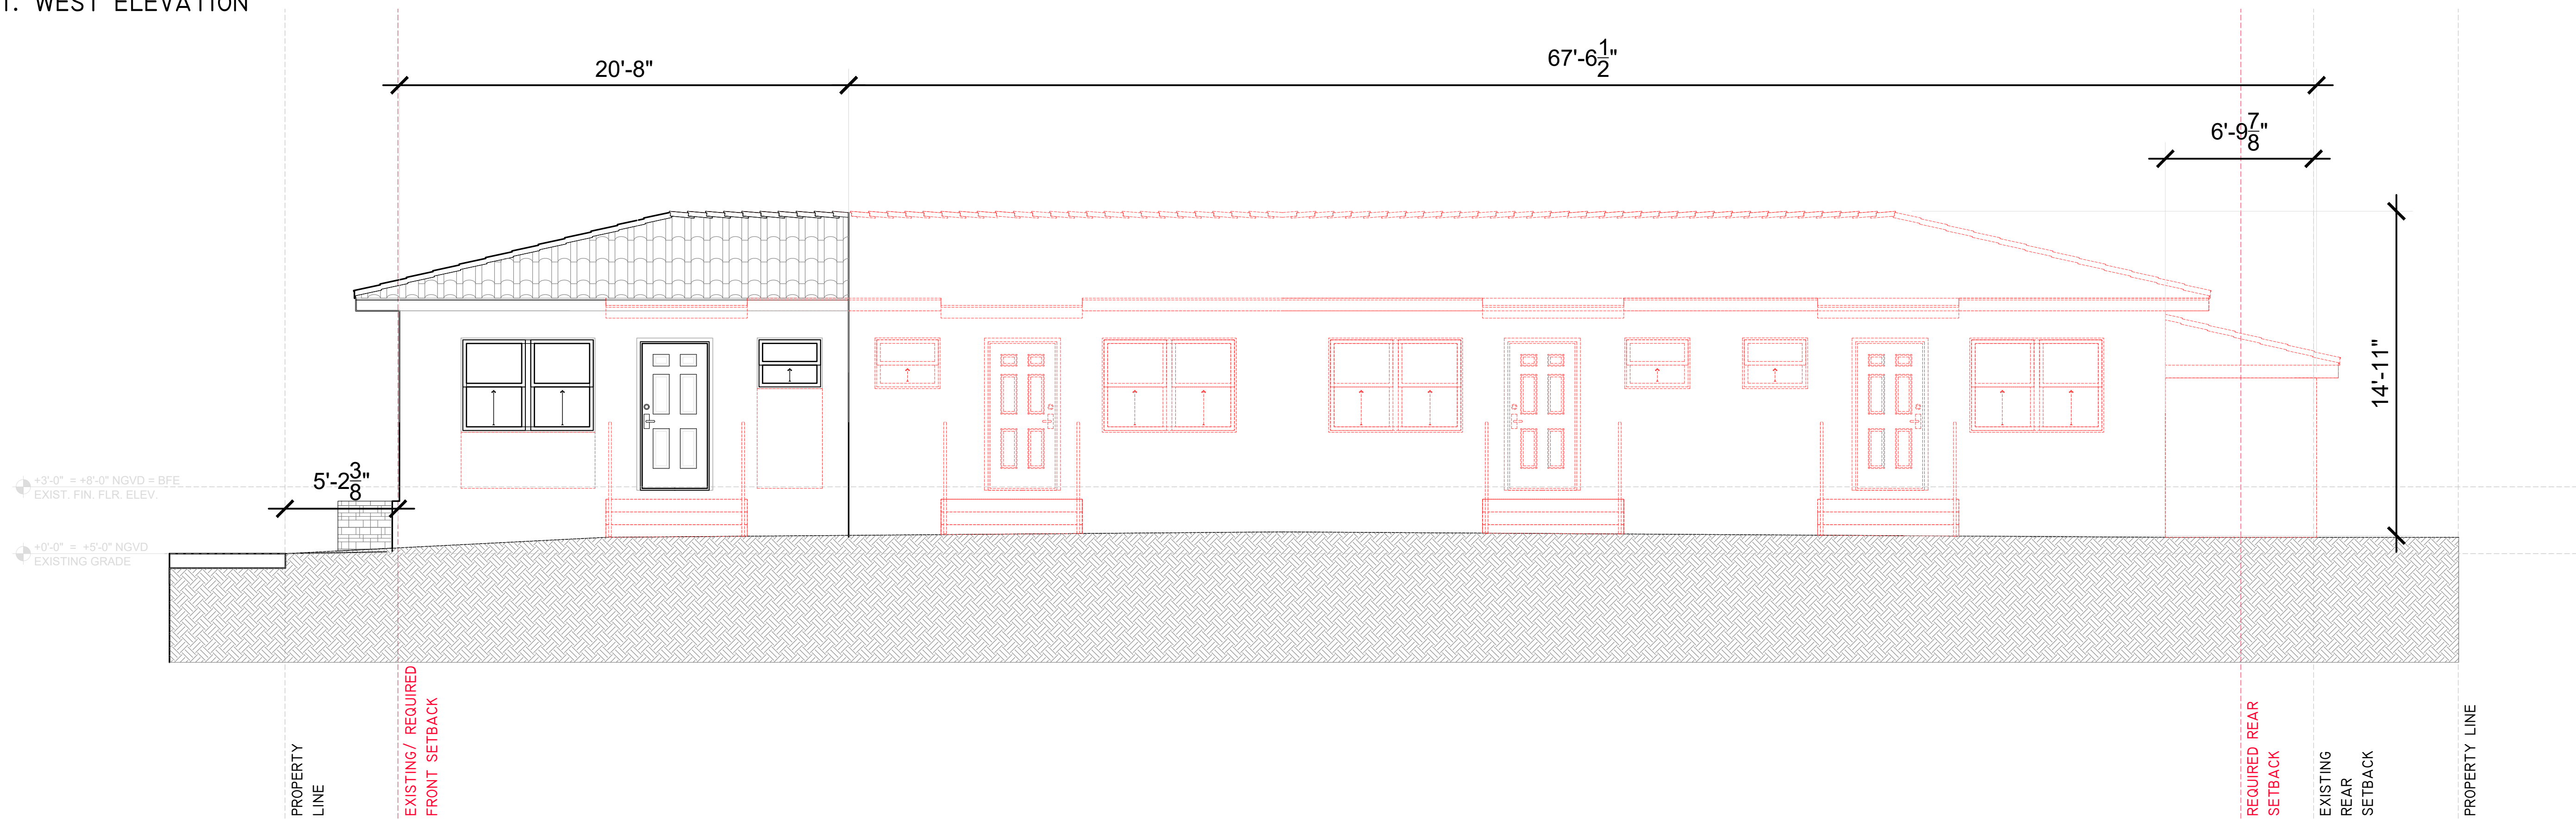 1. WEST ELEVATION
20'-8"
67'-6 1/2"
6'-9 7/8"
14'-11"
5'-2 3/8"
+3'-0" = +8'-0" NGVD = BFE
EXIST. FIN. FLR. ELEV.
+0'-0" = +5'-0" NGVD
EXISTING GRADE
PROPERTY
LINE
EXISTING/ REQUIRED
FRONT SETBACK
REQUIRED REAR
SETBACK
EXISTING
REAR
SETBACK
PROPERTY LINE